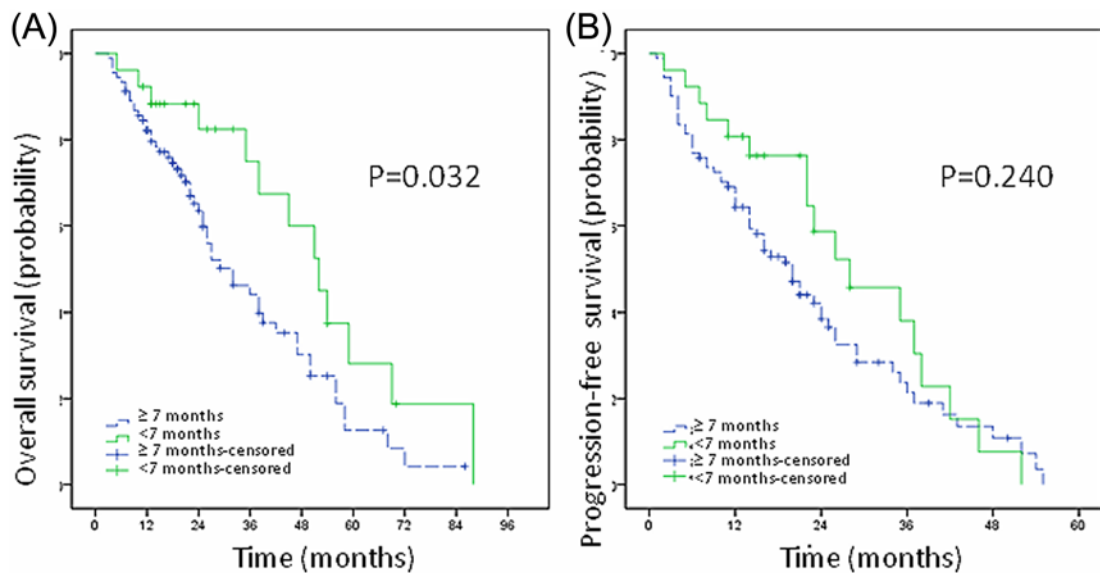 (A)
Overall survival (probability)
P=0.032
≥ 7 months
<7 months
≥ 7 months-censored
<7 months-censored
0 12 24 36 48 60 72 84 96
Time (months)
(B)
Progression-free survival (probability)
P=0.240
≥ 7 months
<7 months
≥ 7 months-censored
<7 months-censored
0 12 24 36 48 60
Time (months)